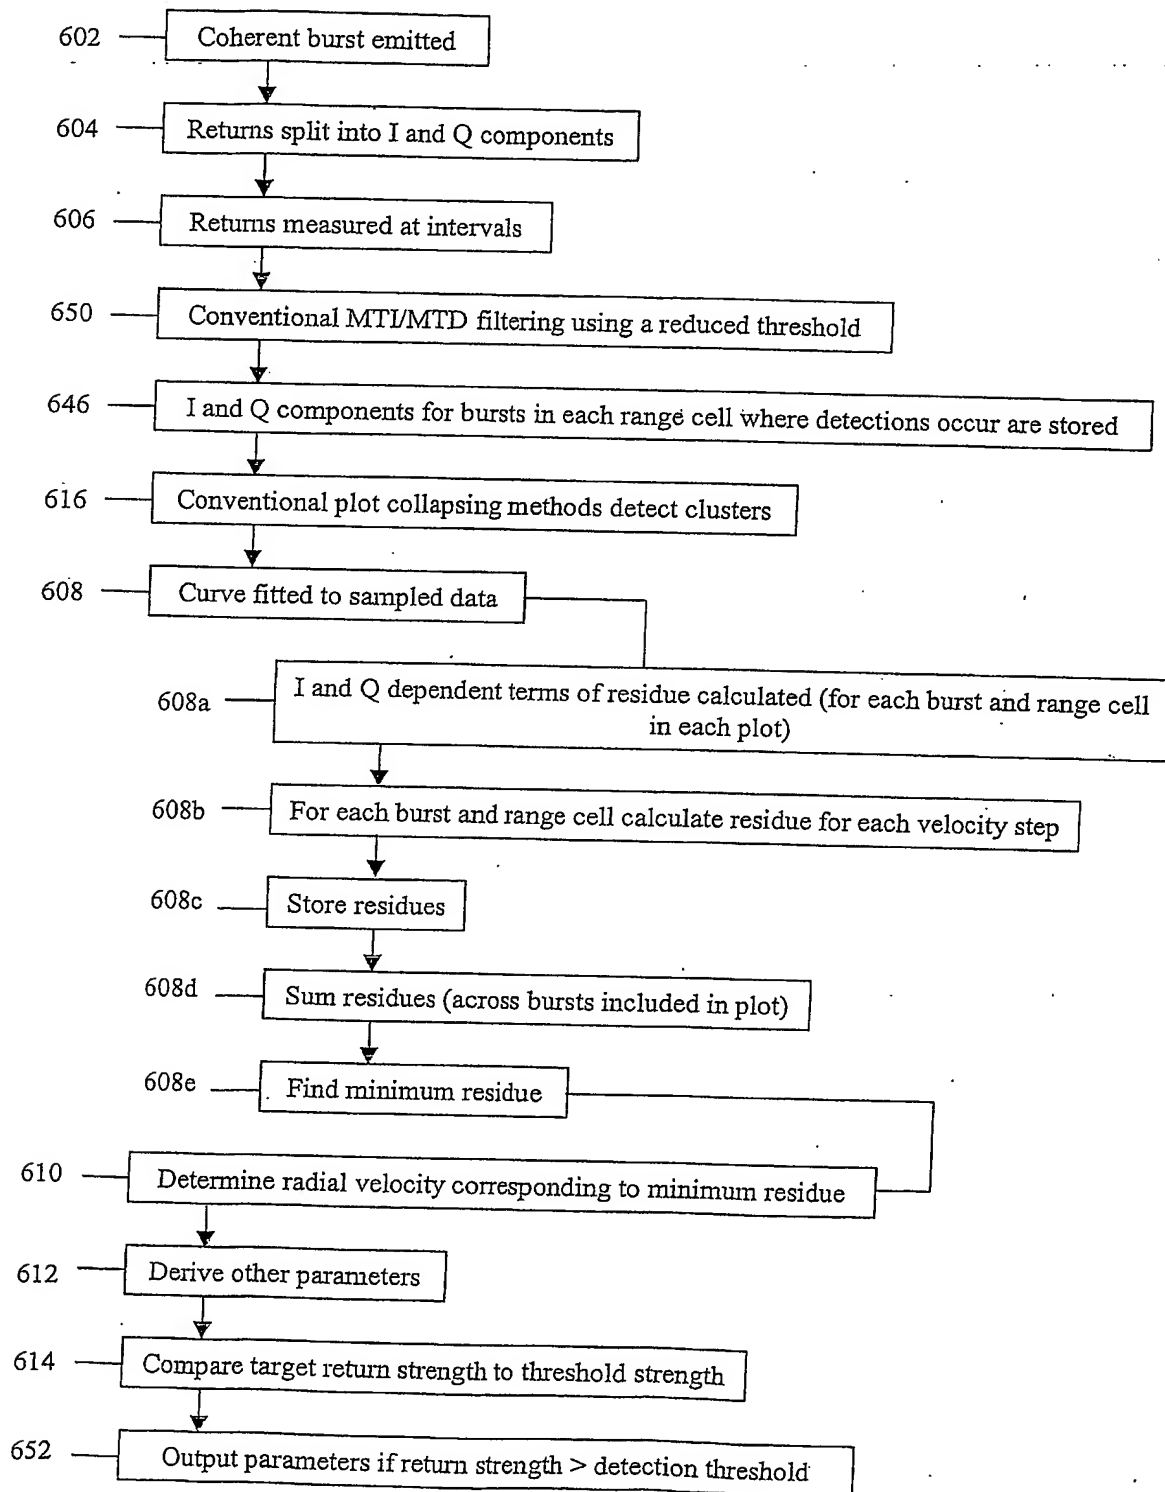 602 Coherent burst emitted
604 Returns split into I and Q components
606 Returns measured at intervals
650 Conventional MTI/MTD filtering using a reduced threshold
646 I and Q components for bursts in each range cell where detections occur are stored
616 Conventional plot collapsing methods detect clusters
608 Curve fitted to sampled data
608a I and Q dependent terms of residue calculated (for each burst and range cell
in each plot)
608b For each burst and range cell calculate residue for each velocity step
608c Store residues
608d Sum residues (across bursts included in plot)
608e Find minimum residue
610 Determine radial velocity corresponding to minimum residue
612 Derive other parameters
614 Compare target return strength to threshold strength
652 Output parameters if return strength > detection threshold